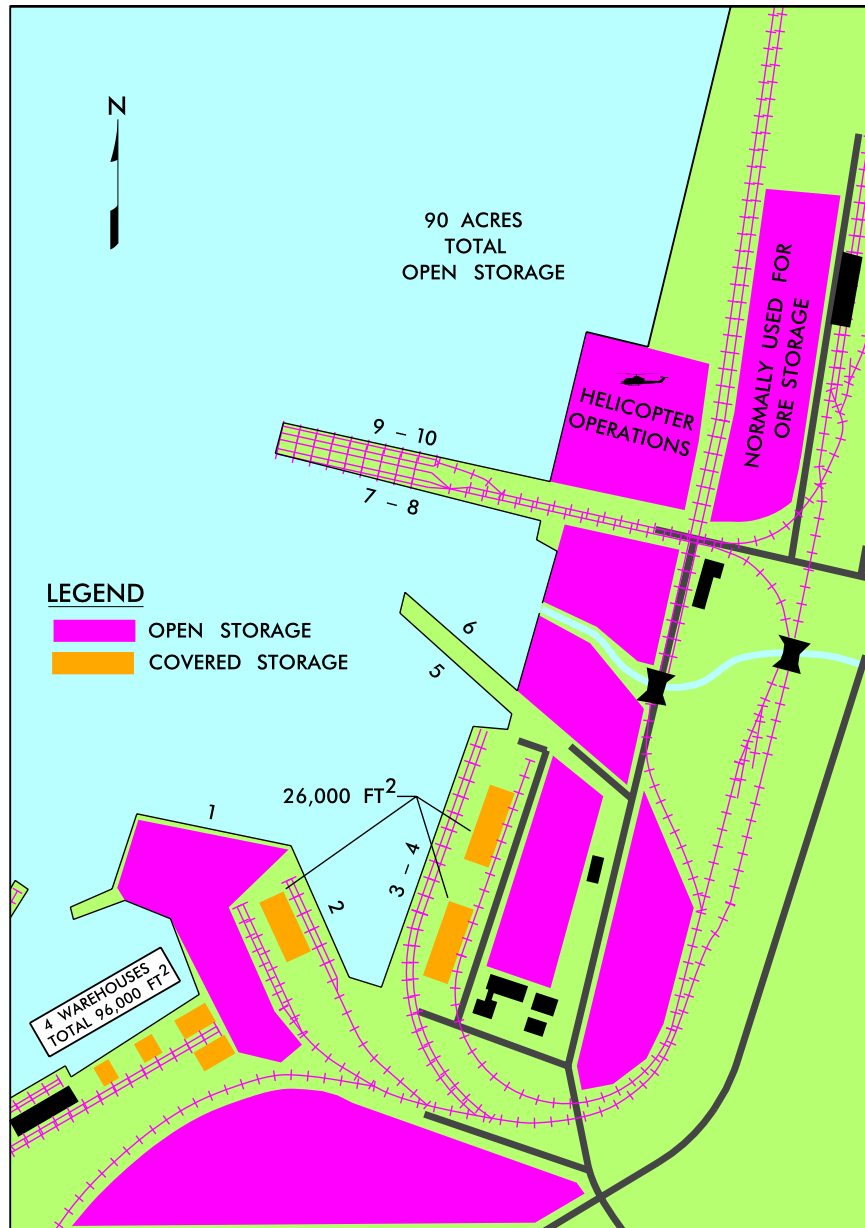 N
90 ACRES
TOTAL
OPEN STORAGE
NORMALLY USED FOR
ORE STORAGE
HELICOPTER
OPERATIONS
9 – 10
7 – 8
LEGEND
OPEN STORAGE
COVERED STORAGE
6
5
26,000 FT²
1
2
3 – 4
4 WAREHOUSES
TOTAL 96,000 FT²